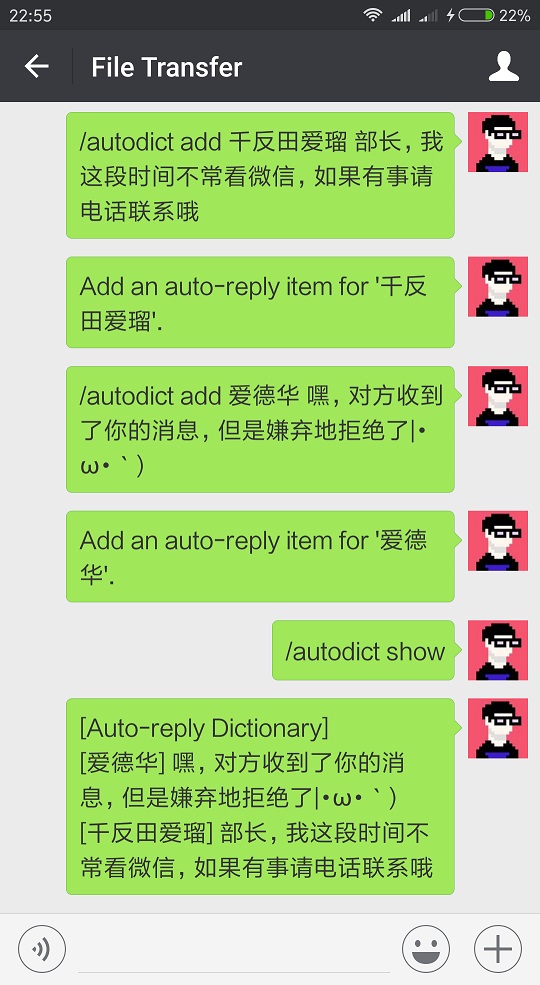 22:55
22%
File Transfer
/autodict add 千反田爱瑠 部长，我
这段时间不常看微信，如果有事请
电话联系哦
Add an auto-reply item for '千反
田爱瑠'.
/autodict add 爱德华 嘿，对方收到
了你的消息，但是嫌弃地拒绝了|•
ω•｀)
Add an auto-reply item for '爱德
华'.
/autodict show
[Auto-reply Dictionary]
[爱德华] 嘿，对方收到了你的消
息，但是嫌弃地拒绝了|•ω•｀)
[千反田爱瑠] 部长，我这段时间不
常看微信，如果有事请电话联系哦